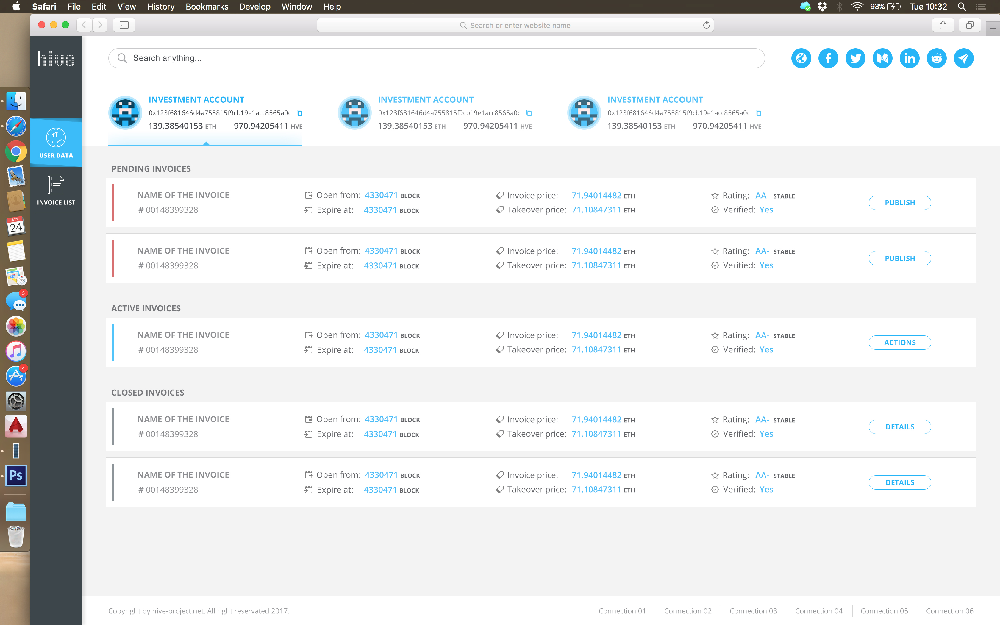 Safari File Edit View History Bookmarks Develop Window Help 93% Tue 10:32
Search or enter website name
hive
Search anything...
INVESTMENT ACCOUNT
0x123f681646d4a755815f9cb19e1acc8565a0c
139.38540153 ETH 970.94205411 HVE
INVESTMENT ACCOUNT
0x123f681646d4a755815f9cb19e1acc8565a0c
139.38540153 ETH 970.94205411 HVE
INVESTMENT ACCOUNT
0x123f681646d4a755815f9cb19e1acc8565a0c
139.38540153 ETH 970.94205411 HVE
USER DATA
INVOICE LIST
JAN
24
3D
3
4
Ps
PENDING INVOICES
NAME OF THE INVOICE Open from: 4330471 BLOCK Invoice price: 71.94014482 ETH Rating: AA- STABLE PUBLISH
# 00148399328 Expire at: 4330471 BLOCK Takeover price: 71.10847311 ETH Verified: Yes
NAME OF THE INVOICE Open from: 4330471 BLOCK Invoice price: 71.94014482 ETH Rating: AA- STABLE PUBLISH
# 00148399328 Expire at: 4330471 BLOCK Takeover price: 71.10847311 ETH Verified: Yes
ACTIVE INVOICES
NAME OF THE INVOICE Open from: 4330471 BLOCK Invoice price: 71.94014482 ETH Rating: AA- STABLE ACTIONS
# 00148399328 Expire at: 4330471 BLOCK Takeover price: 71.10847311 ETH Verified: Yes
CLOSED INVOICES
NAME OF THE INVOICE Open from: 4330471 BLOCK Invoice price: 71.94014482 ETH Rating: AA- STABLE DETAILS
# 00148399328 Expire at: 4330471 BLOCK Takeover price: 71.10847311 ETH Verified: Yes
NAME OF THE INVOICE Open from: 4330471 BLOCK Invoice price: 71.94014482 ETH Rating: AA- STABLE DETAILS
# 00148399328 Expire at: 4330471 BLOCK Takeover price: 71.10847311 ETH Verified: Yes
Copyright by hive-project.net. All right reservated 2017. Connection 01 Connection 02 Connection 03 Connection 04 Connection 05 Connection 06